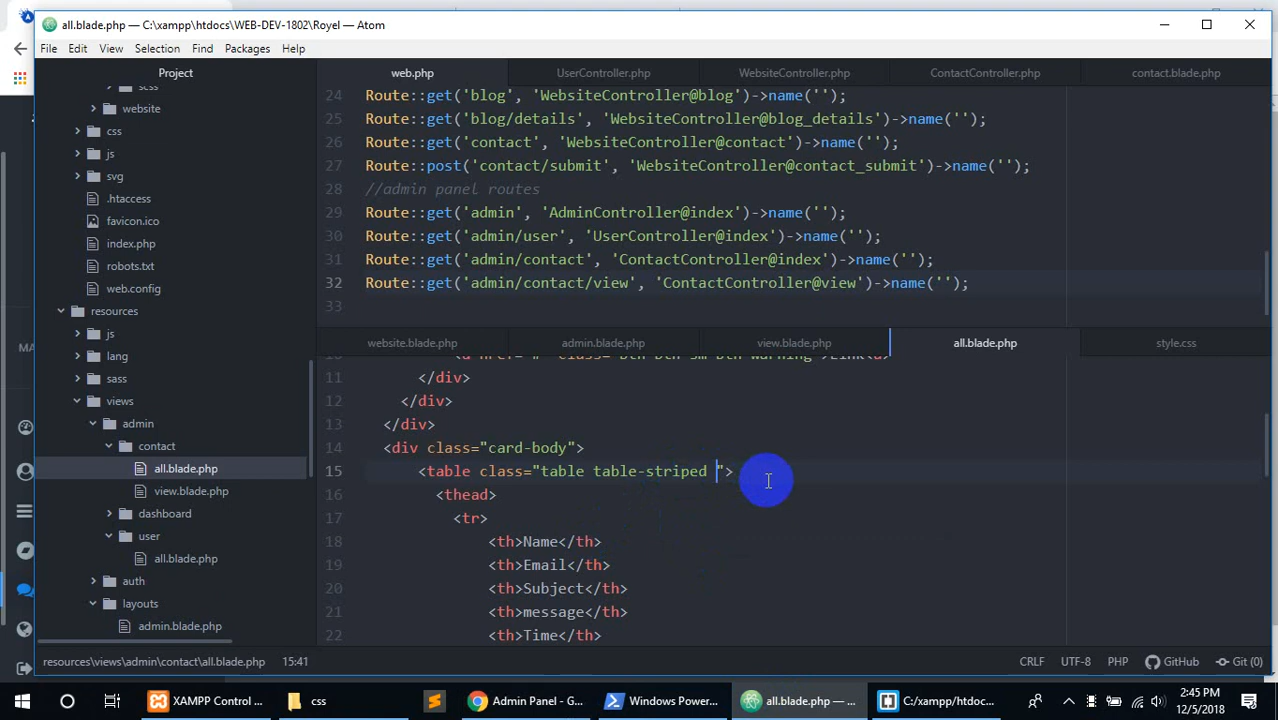 all.blade.php — C:\xampp\htdocs\WEB-DEV-1802\Royel — Atom
File Edit View Selection Find Packages Help
Project
web.php UserController.php WebsiteController.php ContactController.php contact.blade.php
scss
website
css
js
svg
.htaccess
favicon.ico
index.php
robots.txt
web.config
resources
js
lang
sass
views
admin
contact
all.blade.php
view.blade.php
dashboard
user
all.blade.php
auth
layouts
admin.blade.php
24 Route::get('blog', 'WebsiteController@blog')->name('');
25 Route::get('blog/details', 'WebsiteController@blog_details')->name('');
26 Route::get('contact', 'WebsiteController@contact')->name('');
27 Route::post('contact/submit', 'WebsiteController@contact_submit')->name('');
28 //admin panel routes
29 Route::get('admin', 'AdminController@index')->name('');
30 Route::get('admin/user', 'UserController@index')->name('');
31 Route::get('admin/contact', 'ContactController@index')->name('');
32 Route::get('admin/contact/view', 'ContactController@view')->name('');
33
website.blade.php admin.blade.php view.blade.php all.blade.php style.css
11 </div>
12 </div>
13 </div>
14 <div class="card-body">
15 <table class="table table-striped ">
16 <thead>
17 <tr>
18 <th>Name</th>
19 <th>Email</th>
20 <th>Subject</th>
21 <th>message</th>
22 <th>Time</th>
resources\views\admin\contact\all.blade.php 15:41 CRLF UTF-8 PHP GitHub Git (0)
XAMPP Control ... css Admin Panel - G... Windows Power... all.blade.php — ... C:/xampp/htdoc...
2:45 PM
12/5/2018